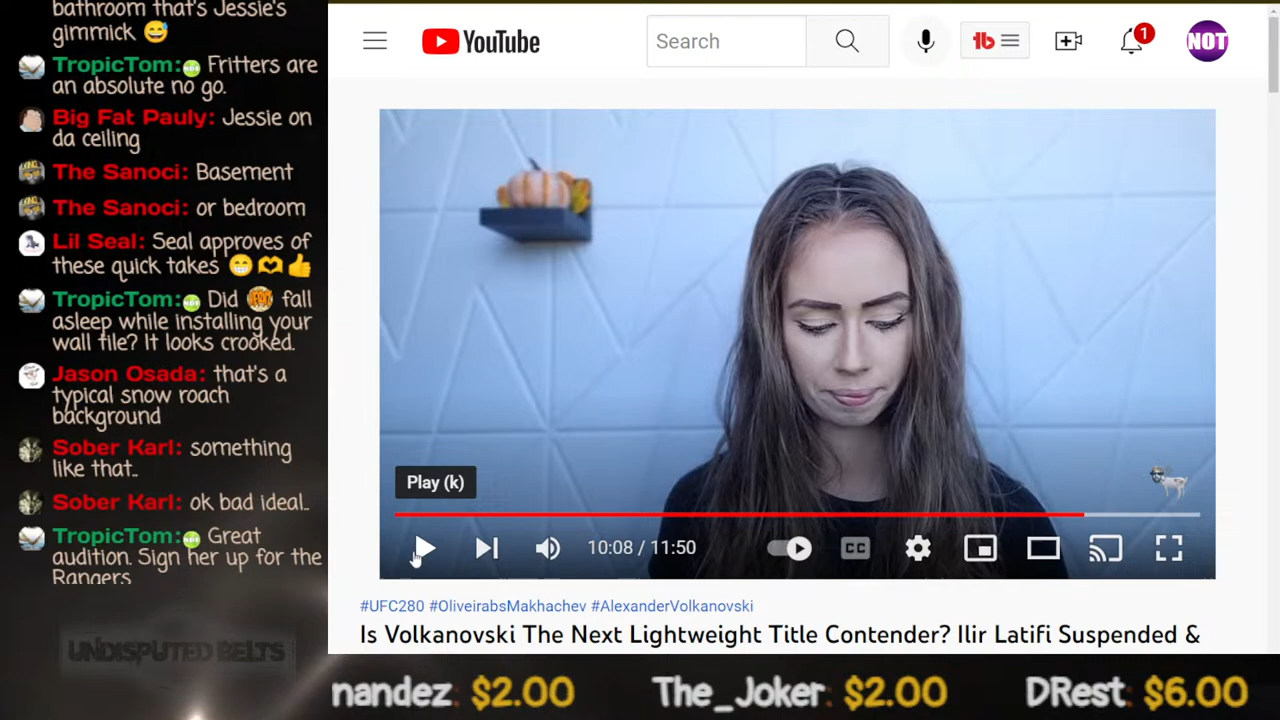 bathroom that's Jessie's
gimmick
TropicTom: Fritters are
an absolute no go.
Big Fat Pauly: Jessie on
da ceiling
The Sanoci: Basement
The Sanoci: or bedroom
Lil Seal: Seal approves of
these quick takes
TropicTom: Did fall
asleep while installing your
wall tile? It looks crooked.
Jason Osada: that's a
typical snow roach
background
Sober Karl: something
like that..
Sober Karl: ok bad ideal..
TropicTom: Great
audition. Sign her up for the
Rangers
UNDISPUTED BELTS
YouTube
Search
tb
1
NOT
Play (k)
10:08 / 11:50
CC
#UFC280 #OliveirabsMakhachev #AlexanderVolkanovski
Is Volkanovski The Next Lightweight Title Contender? Ilir Latifi Suspended &
nandez: $2.00 The_Joker: $2.00 DRest: $6.00